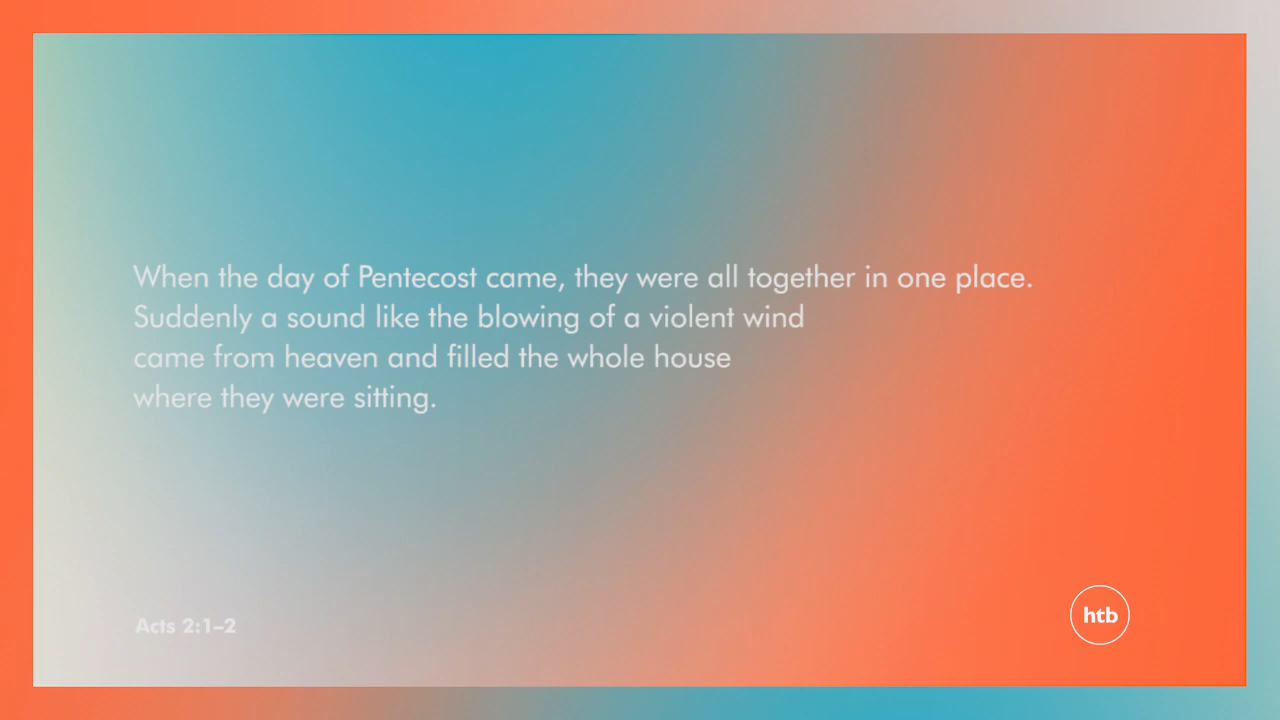 When the day of Pentecost came, they were all together in one place.
Suddenly a sound like the blowing of a violent wind
came from heaven and filled the whole house
where they were sitting.
Acts 2:1–2
htb